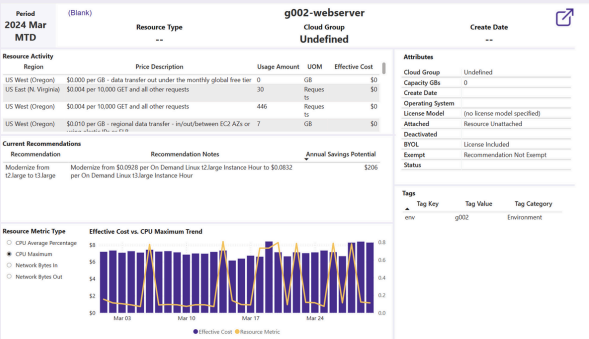 Period
2024 Mar
MTD
(Blank)
Resource Type
--
g002-webserver
Cloud Group
Undefined
Create Date
--
Resource Activity
Region Price Description Usage Amount UOM Effective Cost
US West (Oregon) $0.000 per GB - data transfer out under the monthly global free tier 0 GB $0
US East (N. Virginia) $0.004 per 10,000 GET and all other requests 30 Reques $0
ts
US West (Oregon) $0.004 per 10,000 GET and all other requests 446 Reques $0
ts
US West (Oregon) $0.010 per GB - regional data transfer - in/out/between EC2 AZs or 7 GB $0
using elastic IPs or ELB
Current Recommendations
Recommendation Recommendation Notes Annual Savings Potential
Modernize from Modernize from $0.0928 per On Demand Linux t2.large Instance Hour to $0.0832 $206
t2.large to t3.large per On Demand Linux t3.large Instance Hour
Resource Metric Type
CPU Average Percentage
CPU Maximum
Network Bytes In
Network Bytes Out
Effective Cost vs. CPU Maximum Trend
$8
$6
$4
$2
$0
0.8
0.6
0.4
0.2
0.0
Mar 03 Mar 10 Mar 17 Mar 24
Effective Cost Resource Metric
Attributes
Cloud Group Undefined
Capacity GBs 0
Create Date
Operating System
License Model (no license model specified)
Attached Resource Unattached
Deactivated
BYOL License Included
Exempt Recommendation Not Exempt
Status
Tags
Tag Key Tag Value Tag Category
env g002 Environment